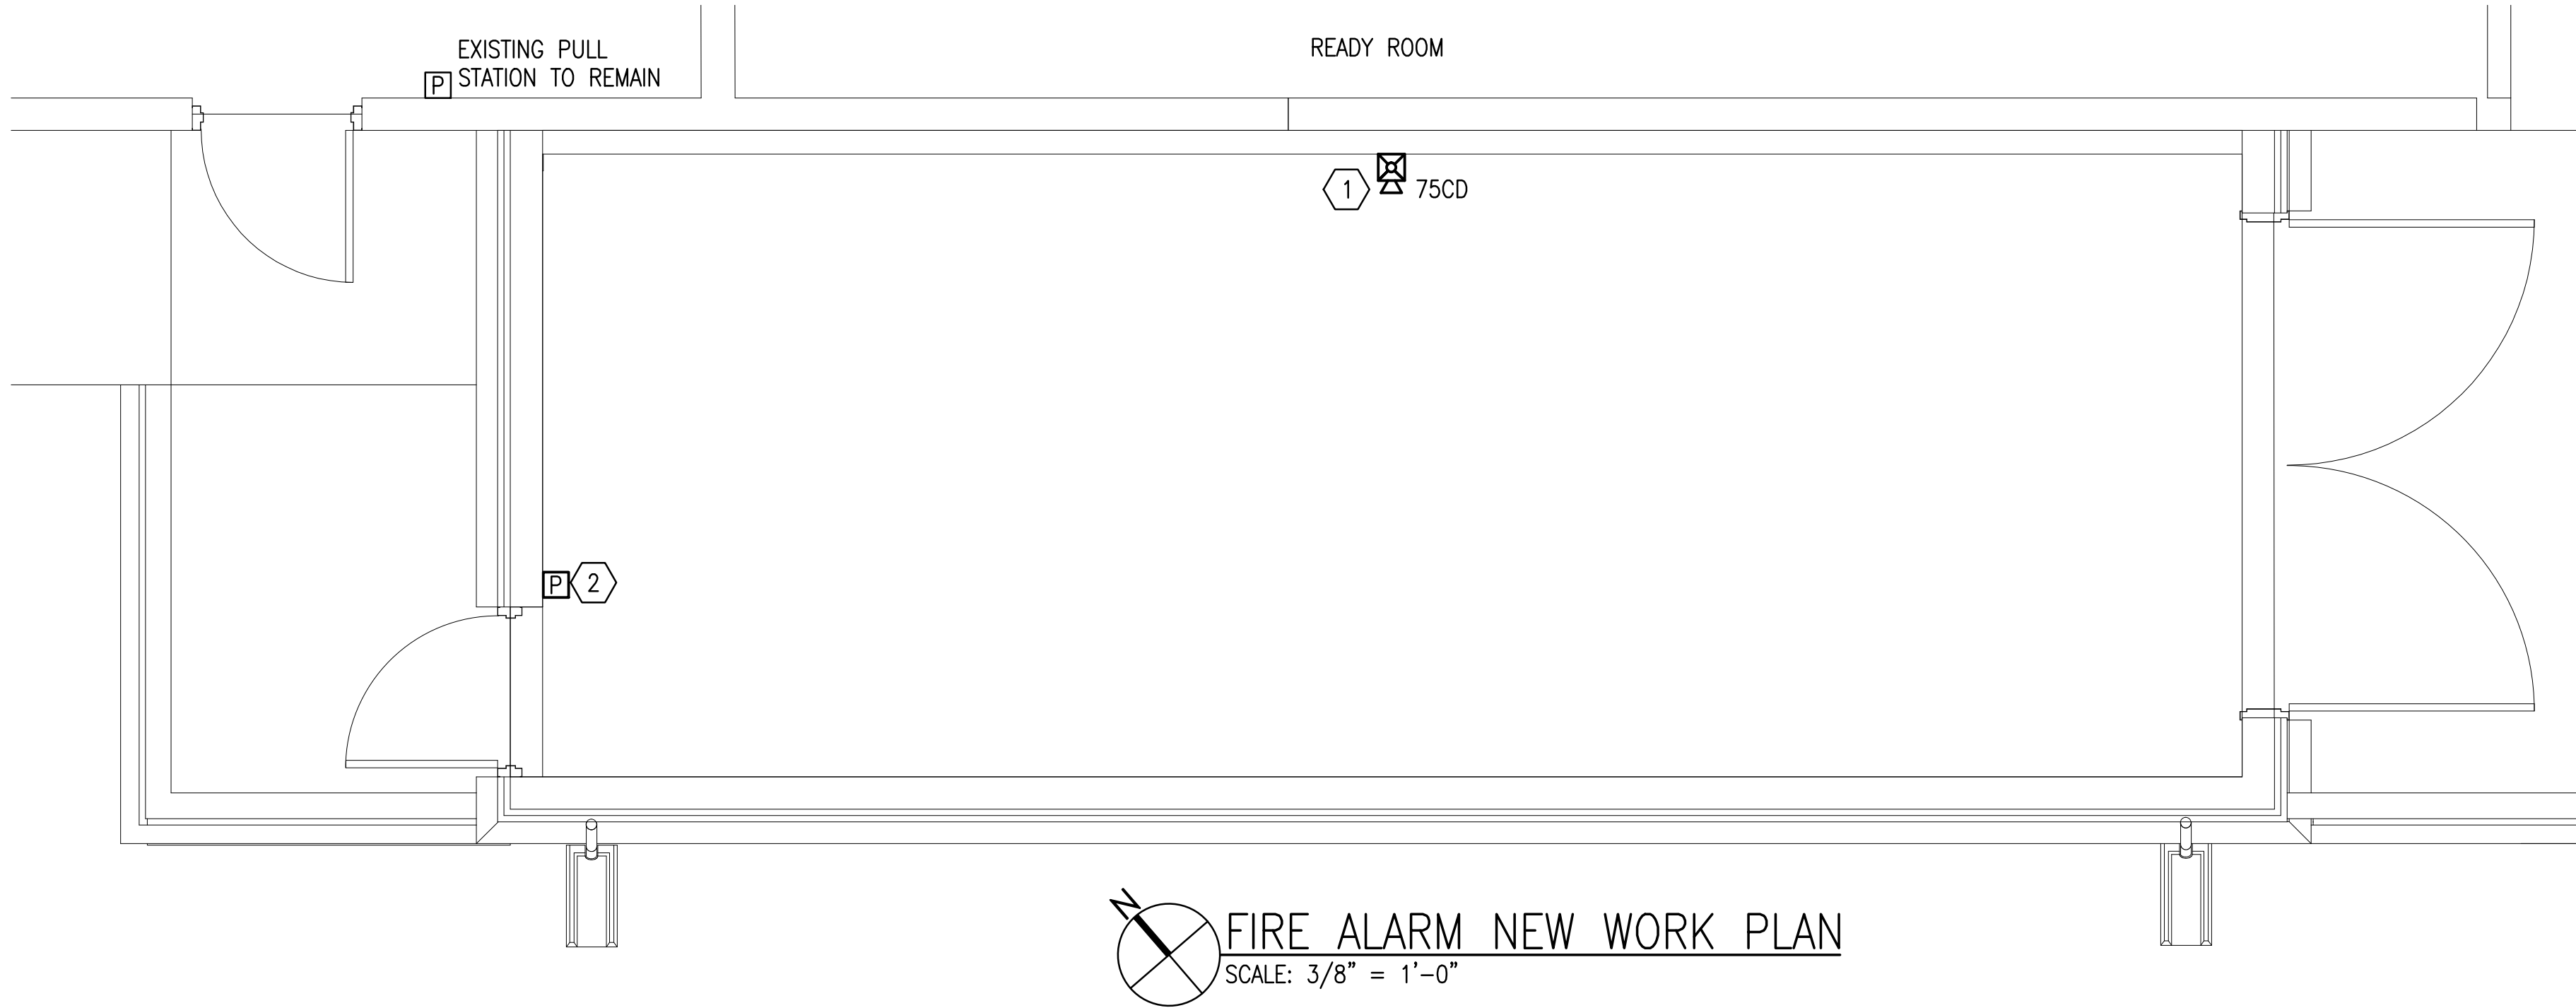 EXISTING PULL
P STATION TO REMAIN
READY ROOM
1 75CD
P 2
N
FIRE ALARM NEW WORK PLAN
SCALE: 3/8" = 1'-0"